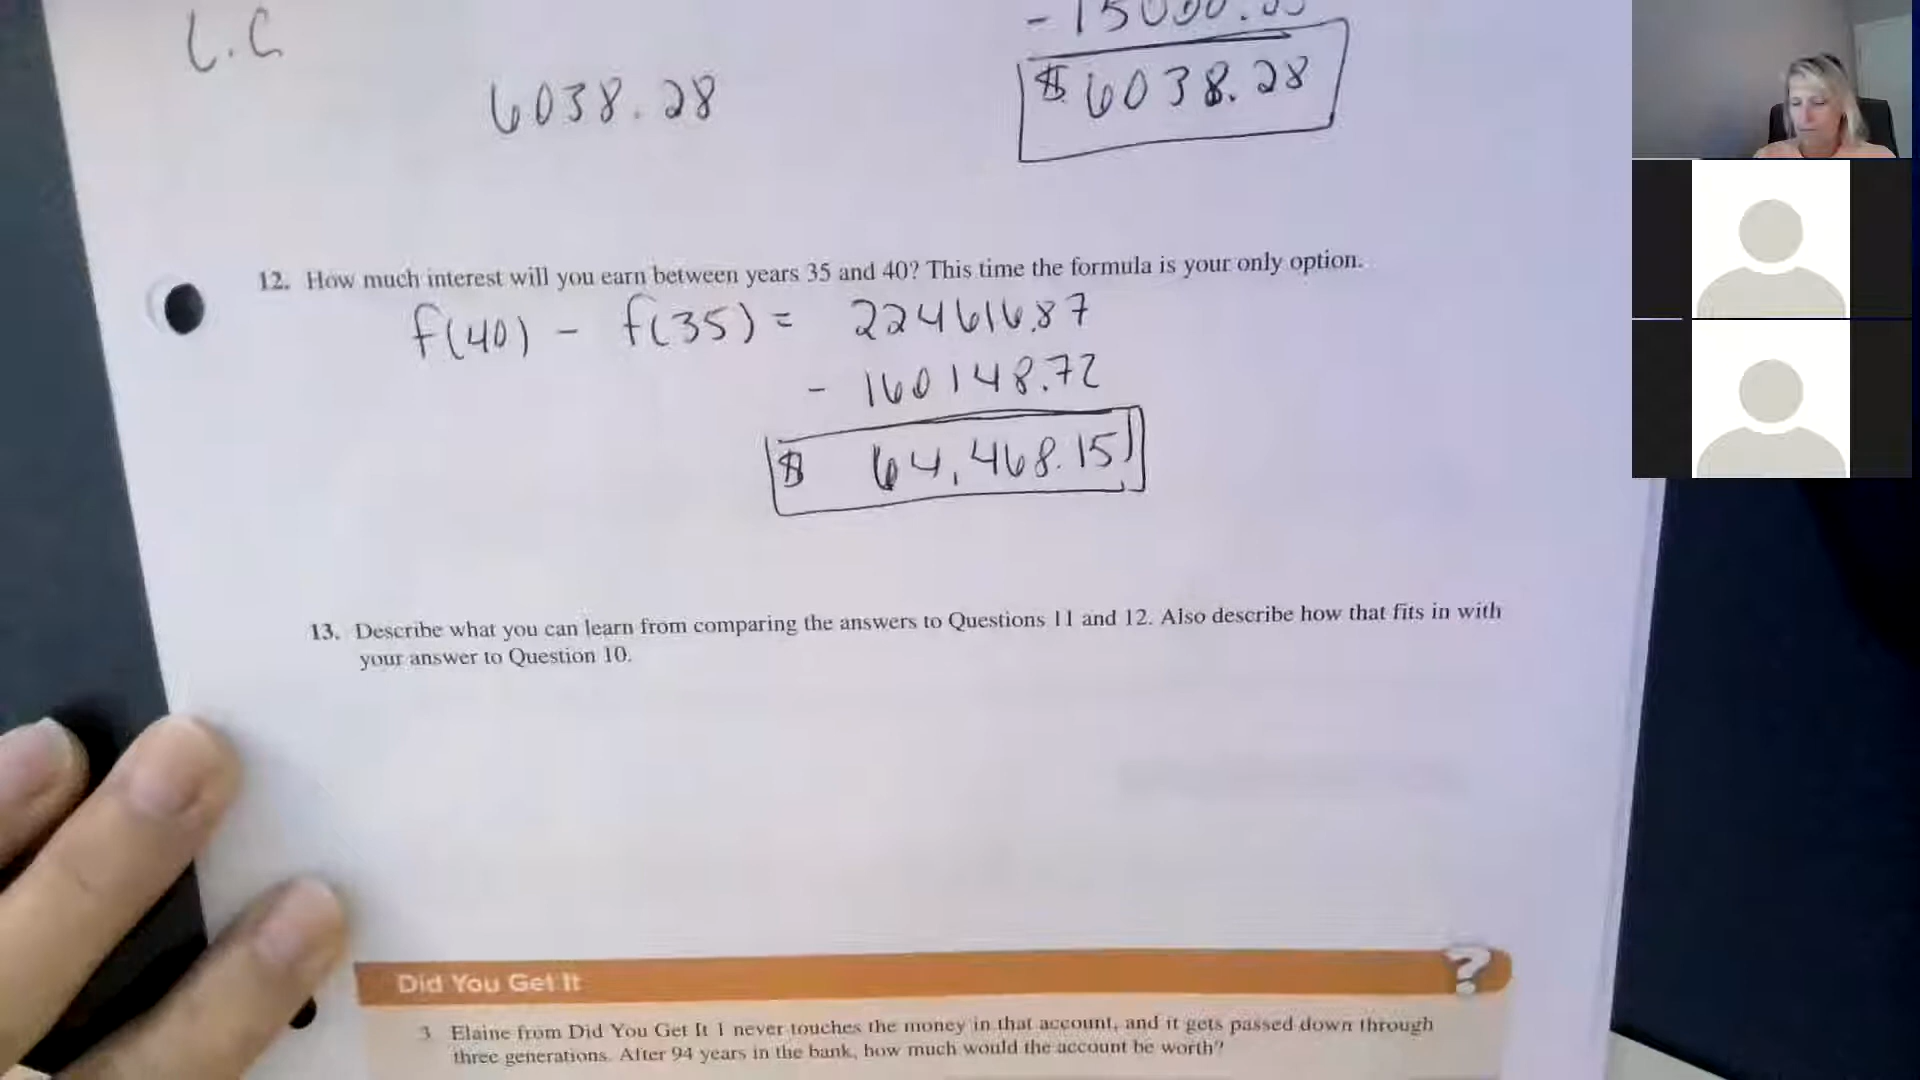 L.C
6038.28
$ 6038.28
12. How much interest will you earn between years 35 and 40? This time the formula is your only option.
f(40) - f(35) = 224616.87
- 160148.72
$ 64,468.15
13. Describe what you can learn from comparing the answers to Questions 11 and 12. Also describe how that fits in with
your answer to Question 10.
Did You Get It
?
3. Elaine from Did You Get It 1 never touches the money in that account, and it gets passed down through
three generations. After 94 years in the bank, how much would the account be worth?